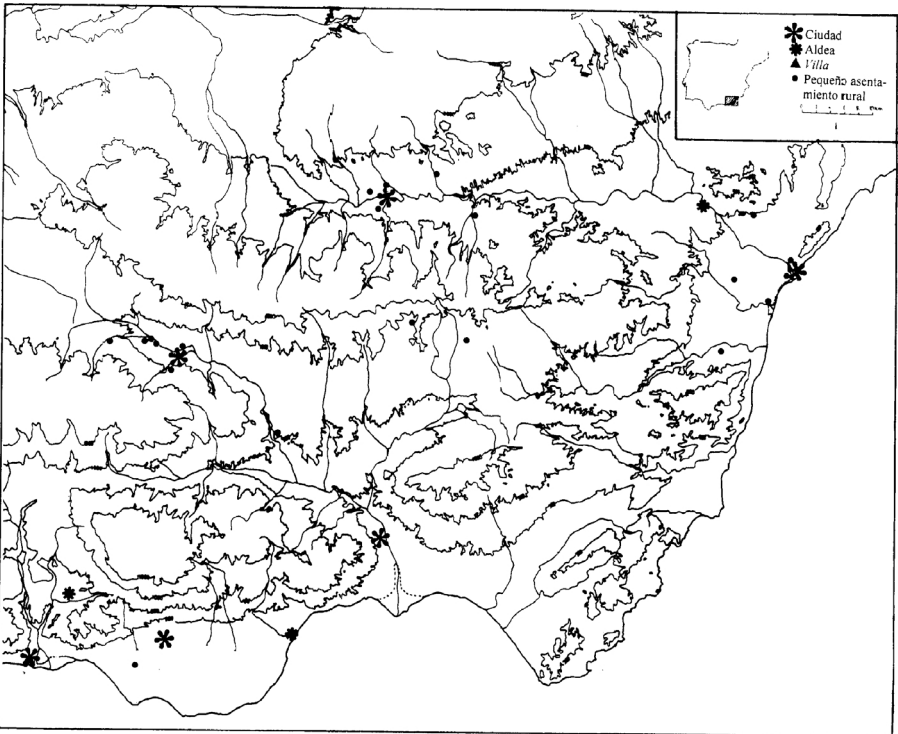 Ciudad
Aldea
Villa
Pequeño asenta-
miento rural